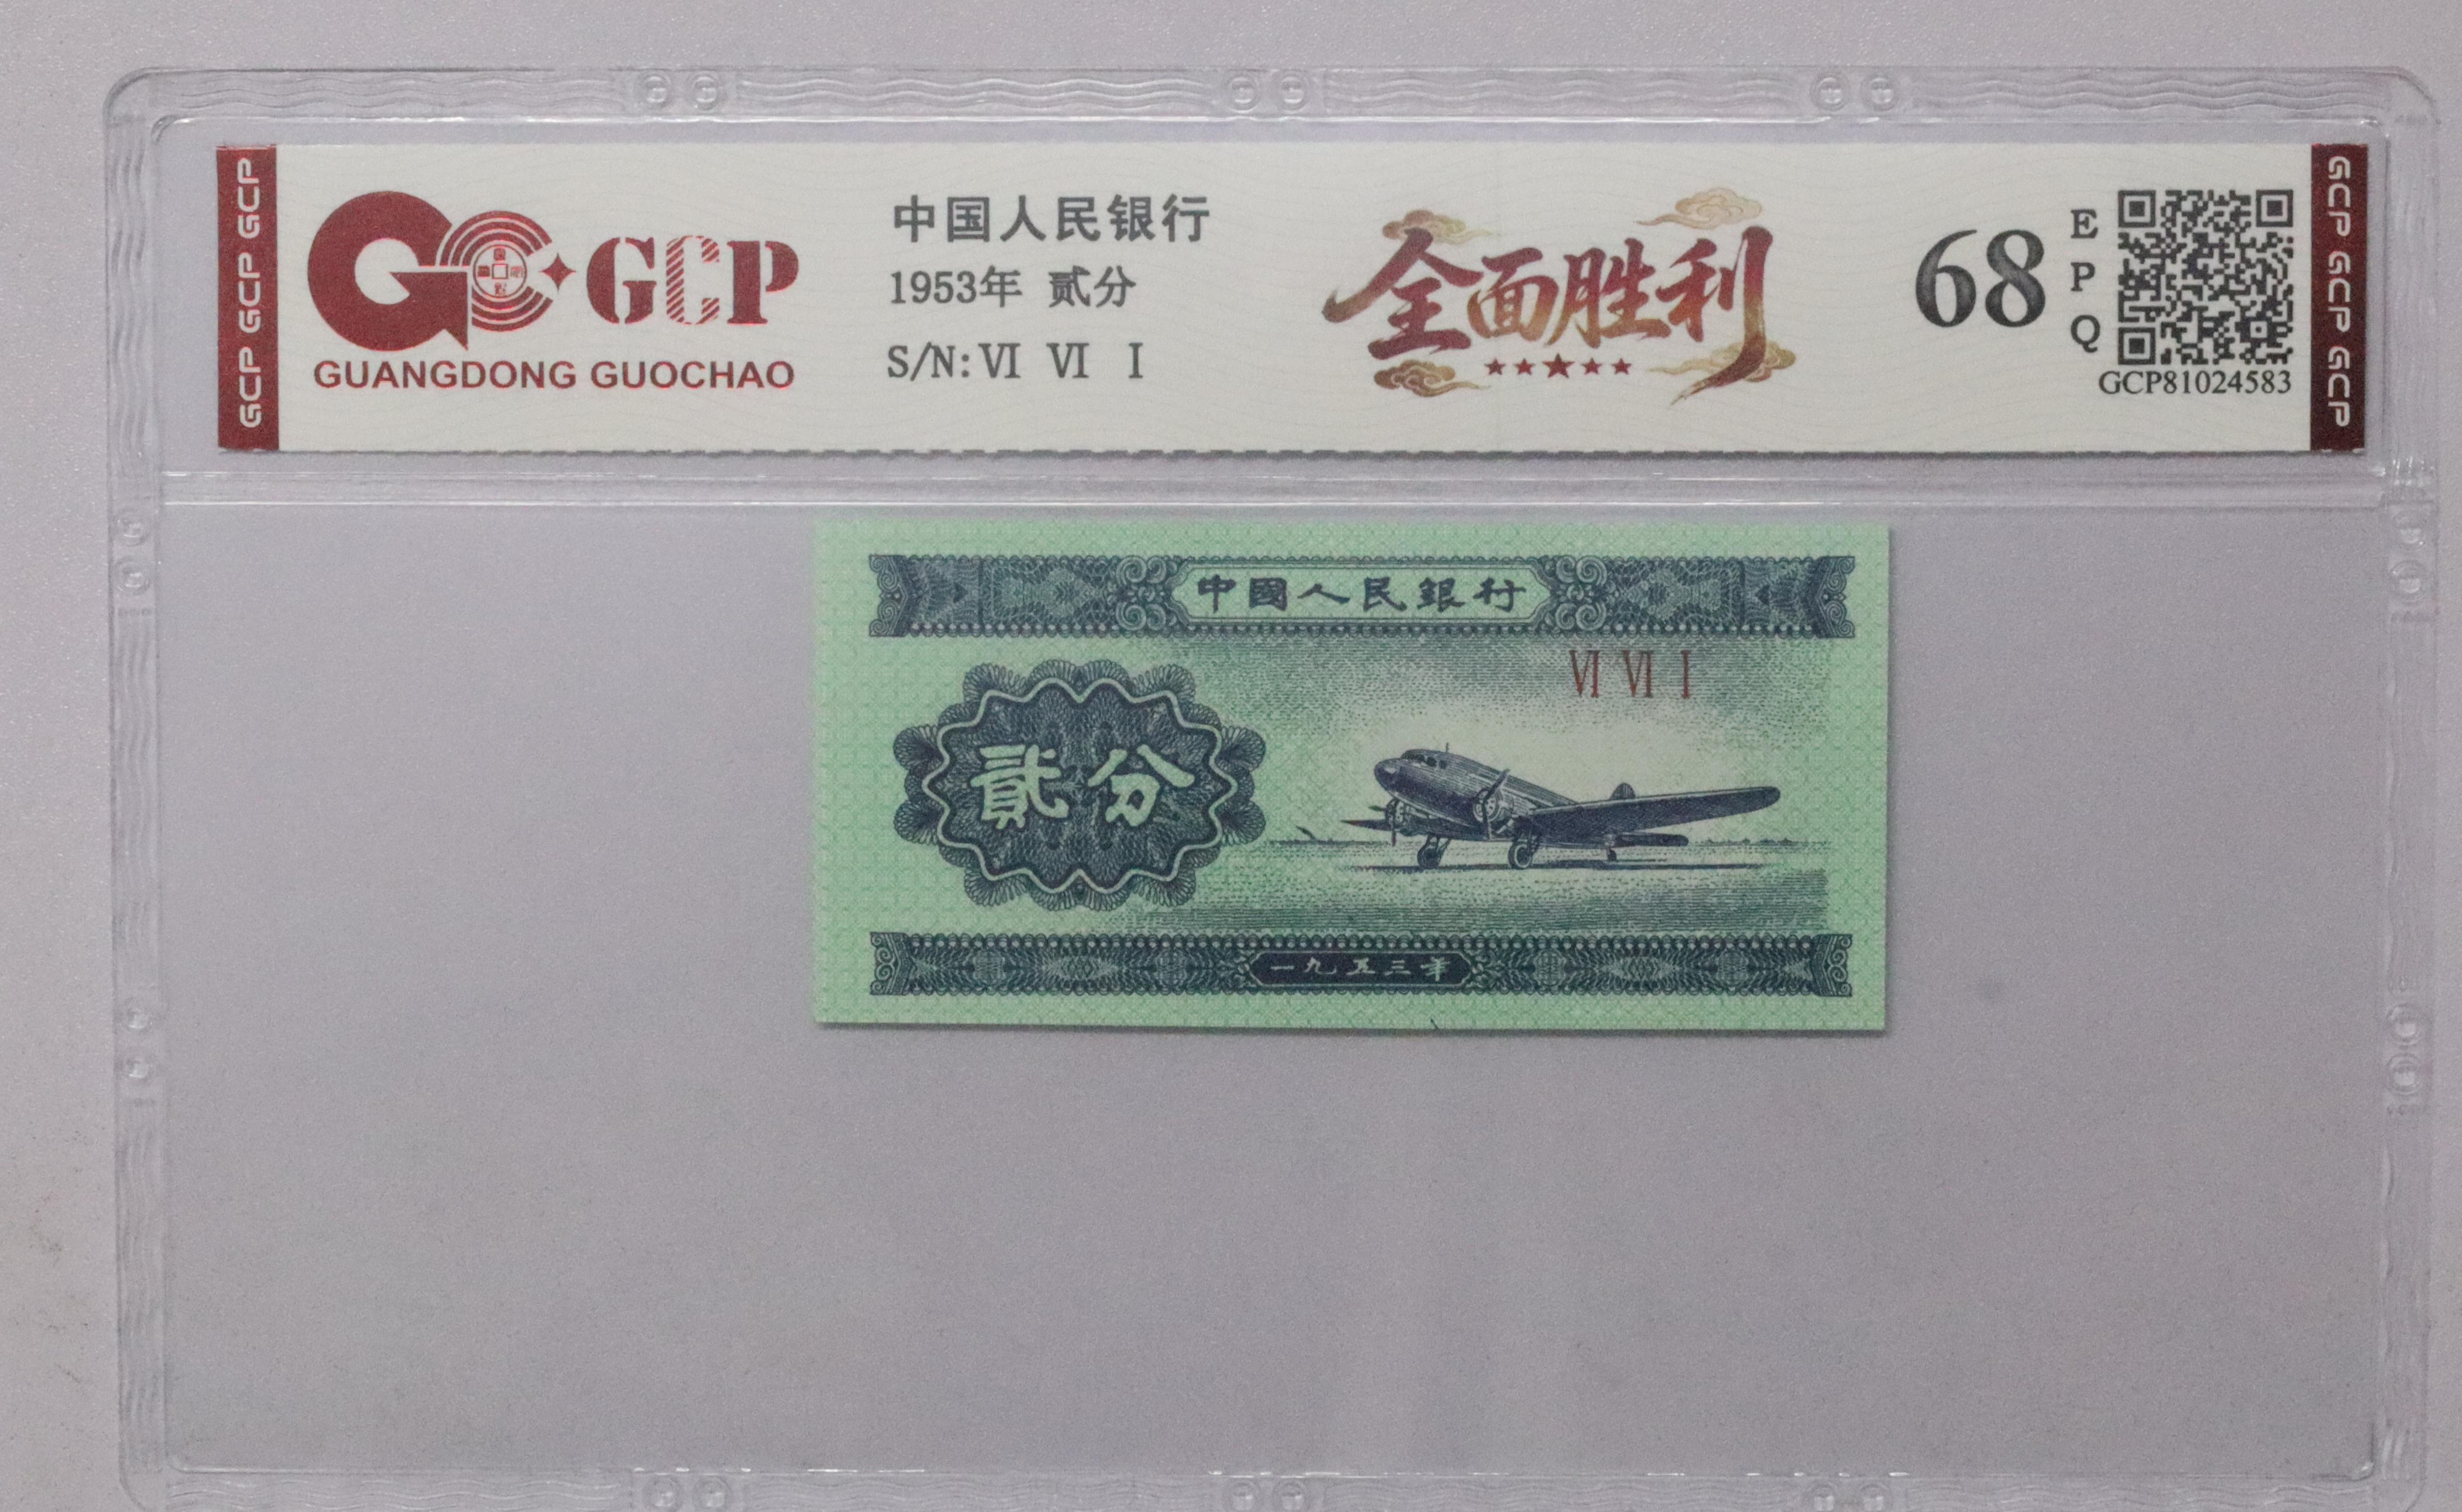 GCP GCP GCP
GCP
GUANGDONG GUOCHAO
中国人民银行
1953年 贰分
S/N: VI VI I
全面胜利
★★★★★
68
E
P
Q
GCP81024583
GCP GCP GCP
中國人民銀行
VI VI I
貳分
一九五三年